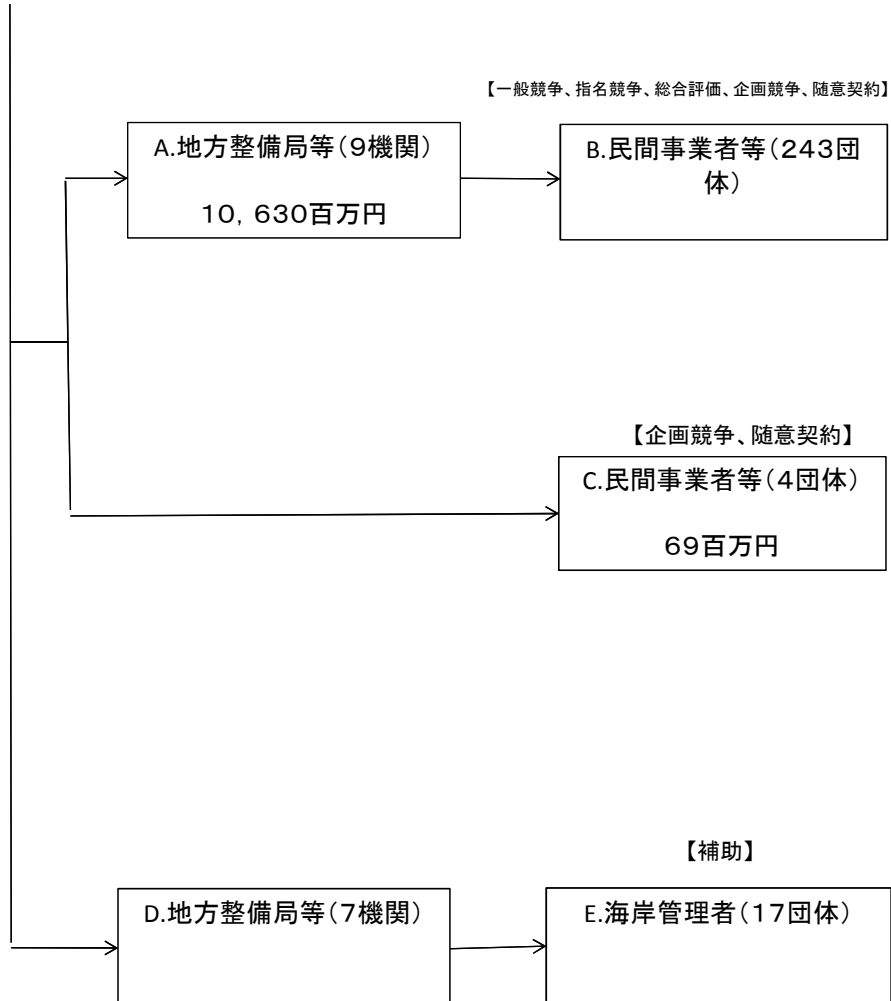 【一般競争、指名競争、総合評価、企画競争、随意契約】
A.地方整備局等(9機関)
10,630百万円
B.民間事業者等(243団
体)
【企画競争、随意契約】
C.民間事業者等(4団体)
69百万円
【補助】
D.地方整備局等(7機関)
E.海岸管理者(17団体)